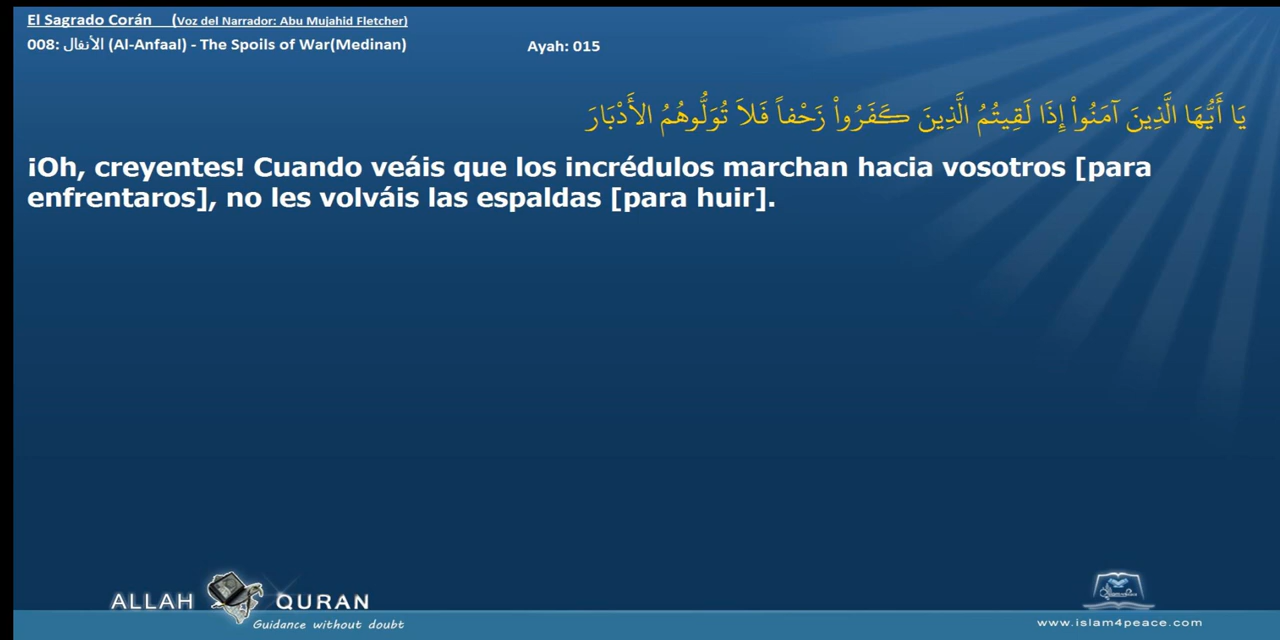 El Sagrado Corán (Voz del Narrador: Abu Mujahid Fletcher)
008: الأنفال (Al-Anfaal) - The Spoils of War(Medinan) Ayah: 015
يَا أَيُّهَا الَّذِينَ آمَنُواْ إِذَا لَقِيتُمُ الَّذِينَ كَفَرُواْ زَحْفاً فَلاَ تُوَلُّوهُمُ الأَدْبَارَ
¡Oh, creyentes! Cuando veáis que los incrédulos marchan hacia vosotros [para
enfrentaros], no les volváis las espaldas [para huir].
ALLAH QURAN
Guidance without doubt
www.islam4peace.com